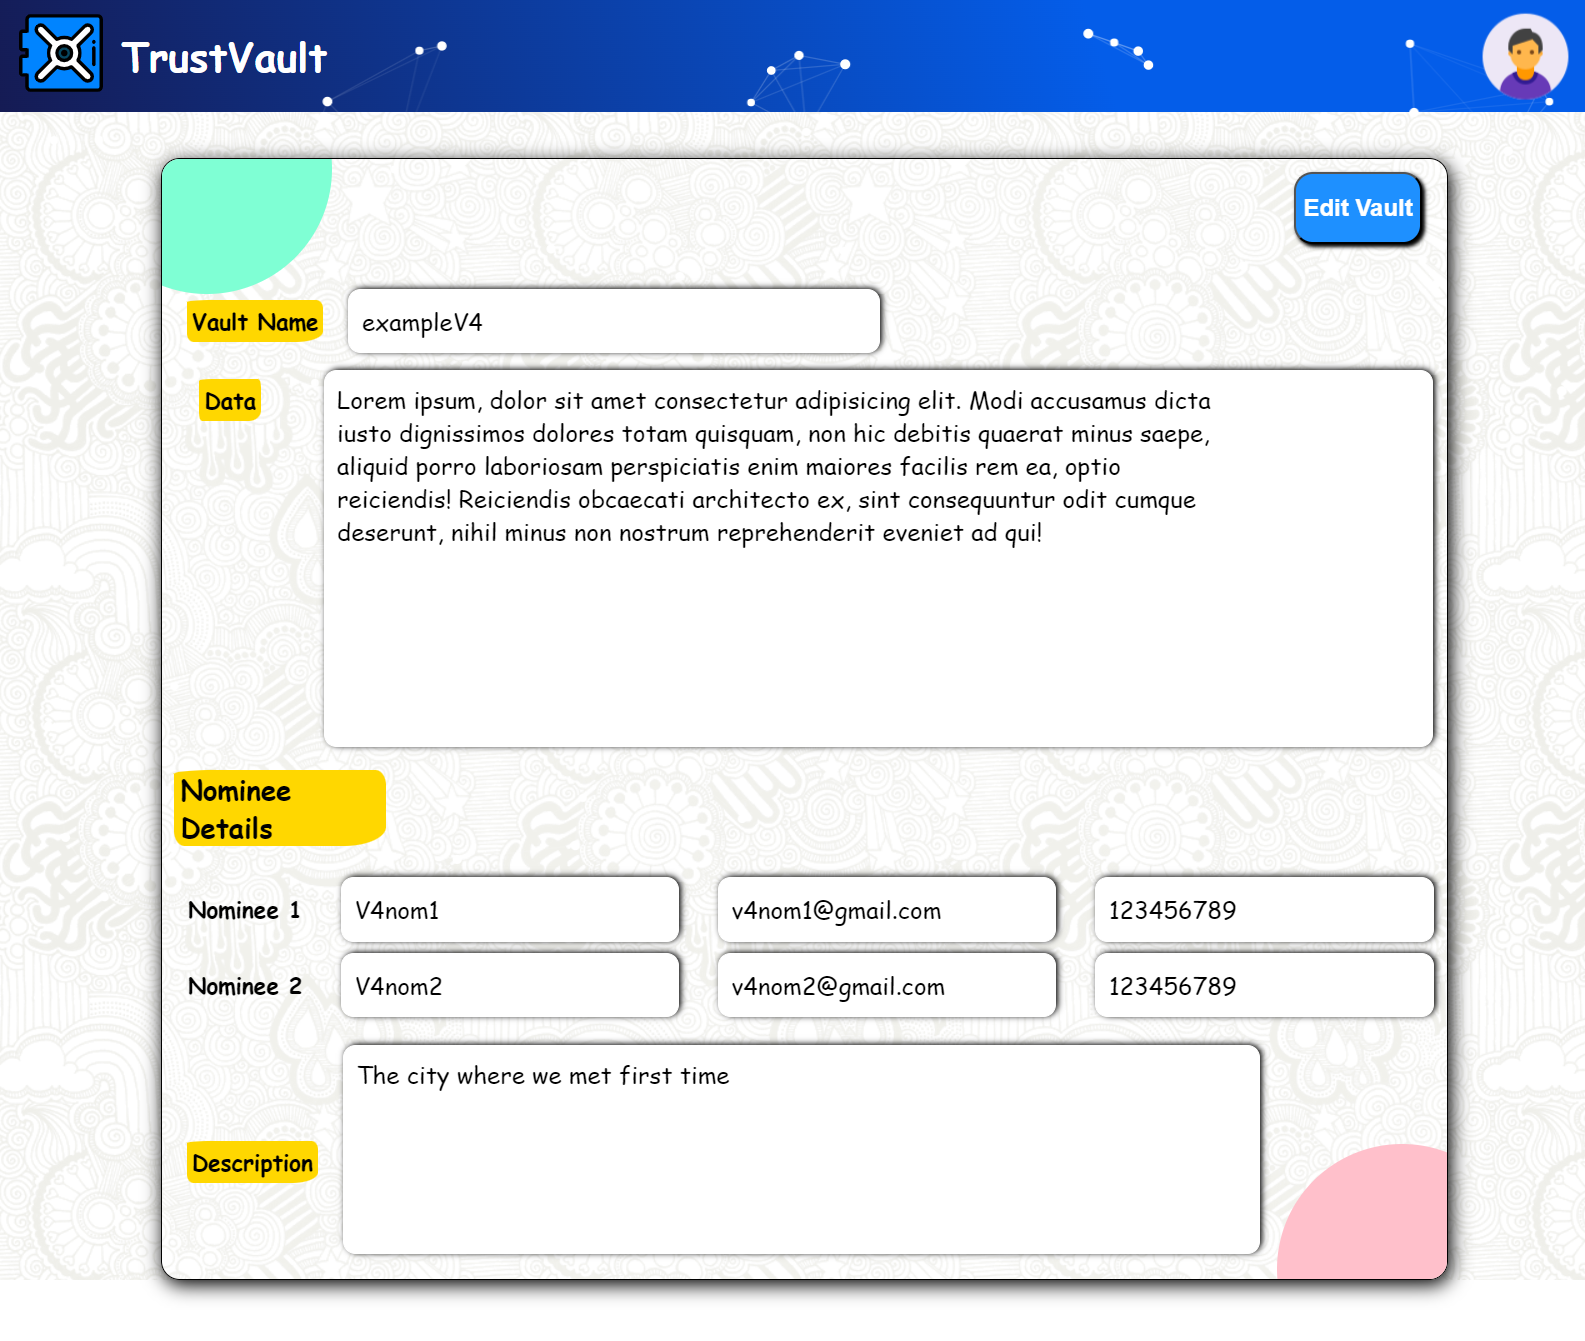 TrustVault
Edit Vault
Vault Name
exampleV4
Data
Lorem ipsum, dolor sit amet consectetur adipisicing elit. Modi accusamus dicta
iusto dignissimos dolores totam quisquam, non hic debitis quaerat minus saepe,
aliquid porro laboriosam perspiciatis enim maiores facilis rem ea, optio
reiciendis! Reiciendis obcaecati architecto ex, sint consequuntur odit cumque
deserunt, nihil minus non nostrum reprehenderit eveniet ad qui!
Nominee
Details
Nominee 1 V4nom1 v4nom1@gmail.com 123456789
Nominee 2 V4nom2 v4nom2@gmail.com 123456789
The city where we met first time
Description